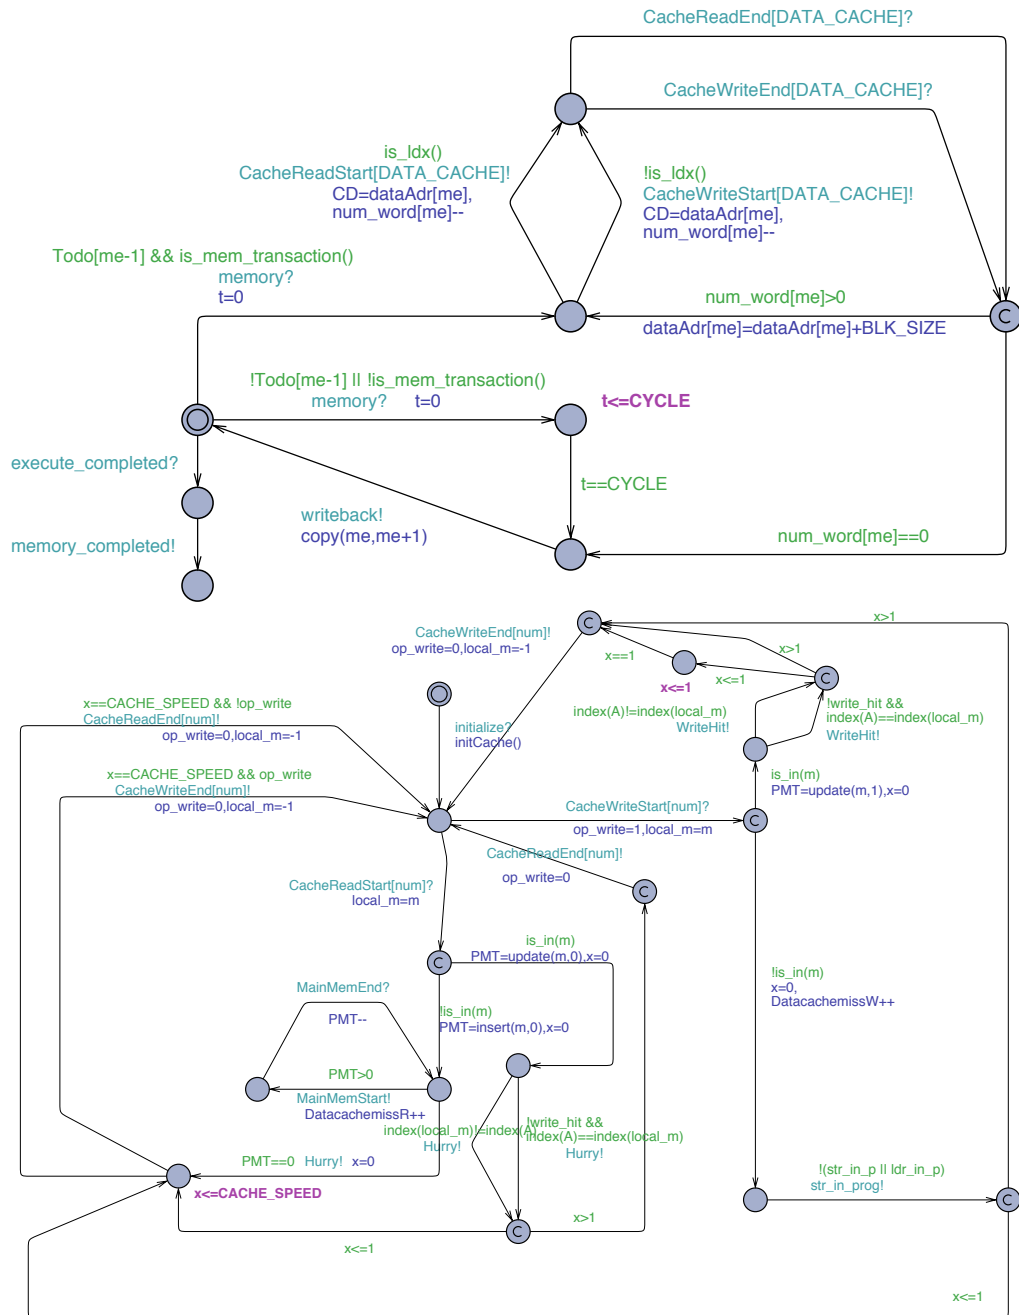 CacheReadEnd[DATA_CACHE]?
CacheWriteEnd[DATA_CACHE]?
is_ldx()
CacheReadStart[DATA_CACHE]!
CD=dataAdr[me],
num_word[me]--
!is_ldx()
CacheWriteStart[DATA_CACHE]!
CD=dataAdr[me],
num_word[me]--
Todo[me-1] && is_mem_transaction()
memory?
t=0
num_word[me]>0
C
dataAdr[me]=dataAdr[me]+BLK_SIZE
!Todo[me-1] || !is_mem_transaction()
memory? t=0
t<=CYCLE
execute_completed?
t==CYCLE
writeback!
copy(me,me+1)
memory_completed!
num_word[me]==0
x>1
C
CacheWriteEnd[num]!
op_write=0,local_m=-1
x==1
x>1
x<=1
x<=1
C
x==CACHE_SPEED && !op_write
CacheReadEnd[num]!
op_write=0,local_m=-1
initialize?
initCache()
index(A)!=index(local_m)
WriteHit!
!write_hit &&
index(A)==index(local_m)
WriteHit!
x==CACHE_SPEED && op_write
CacheWriteEnd[num]!
op_write=0,local_m=-1
is_in(m)
PMT=update(m,1),x=0
CacheWriteStart[num]?
op_write=1,local_m=m
C
CacheReadEnd[num]!
op_write=0
C
CacheReadStart[num]?
local_m=m
is_in(m)
PMT=update(m,0),x=0
C
!is_in(m)
x=0,
DatacachemissW++
MainMemEnd?
PMT--
!is_in(m)
PMT=insert(m,0),x=0
PMT>0
MainMemStart!
DatacachemissR++
index(local_m)!=index(A)
Hurry!
!write_hit &&
index(A)==index(local_m)
Hurry!
PMT==0 Hurry! x=0
x<=CACHE_SPEED
!(str_in_p || ldr_in_p)
str_in_prog!
C
x>1
C
x<=1
x<=1